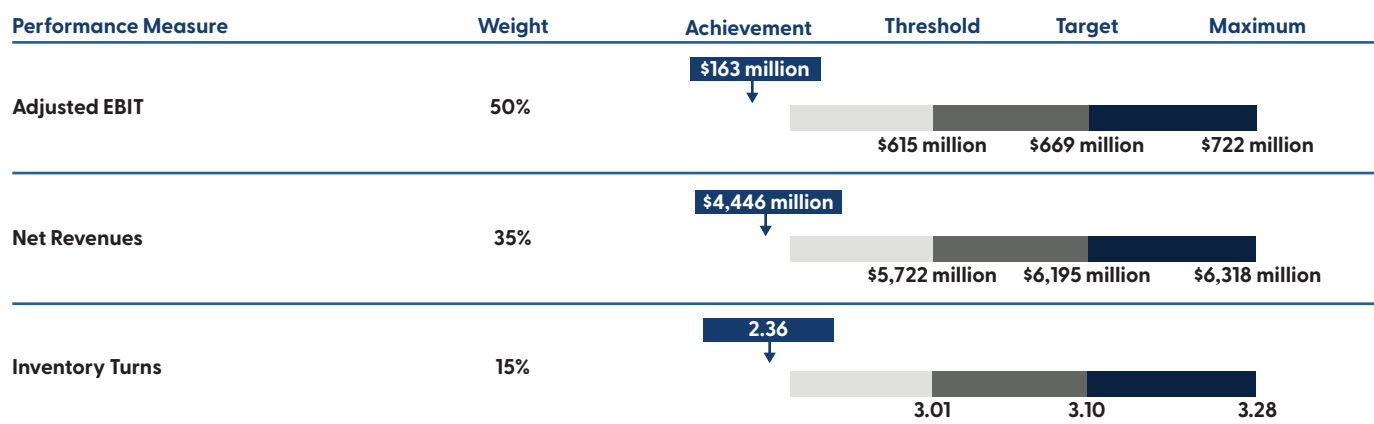 Performance Measure Weight Achievement Threshold Target Maximum
$163 million
Adjusted EBIT 50%
$615 million $669 million $722 million
$4,446 million
Net Revenues 35%
$5,722 million $6,195 million $6,318 million
2.36
Inventory Turns 15%
3.01 3.10 3.28